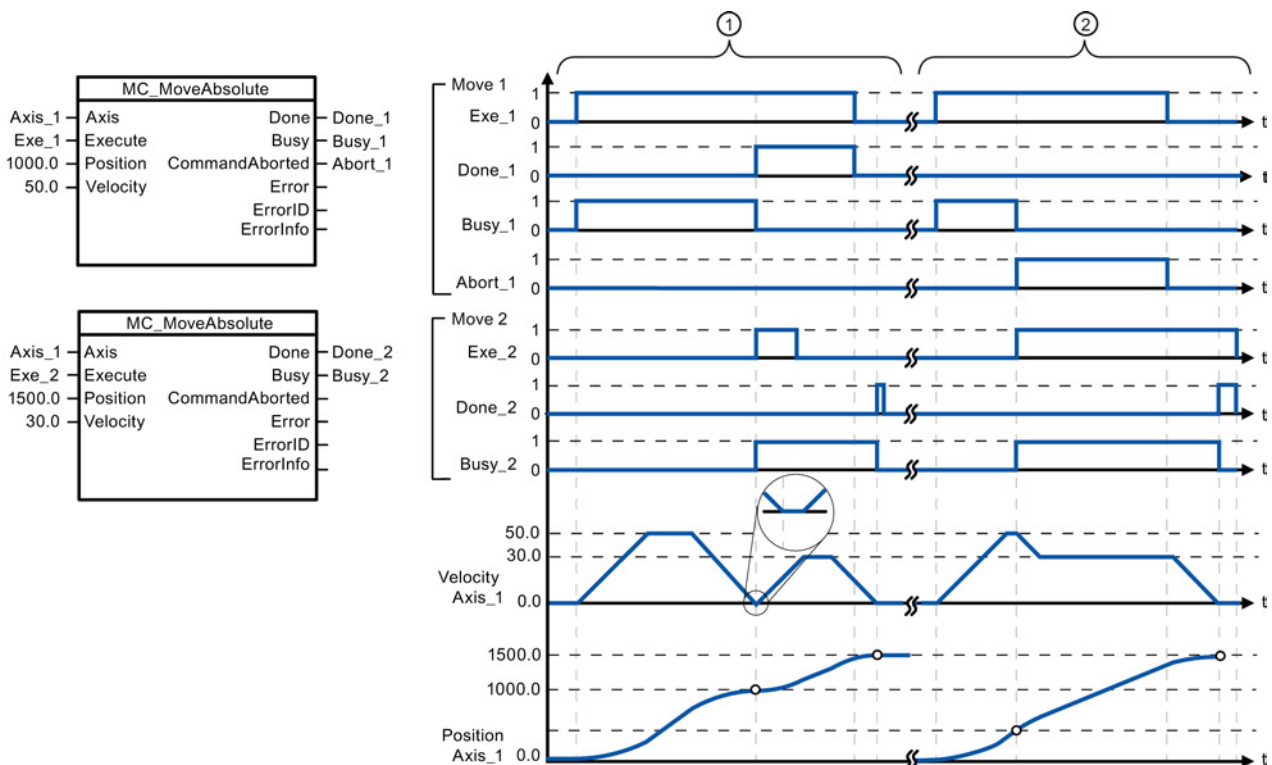 ① ②
MC_MoveAbsolute
Axis_1 Axis Done Done_1
Exe_1 Execute Busy Busy_1
1000.0 Position CommandAborted Abort_1
50.0 Velocity Error
ErrorID
ErrorInfo
MC_MoveAbsolute
Axis_1 Axis Done Done_2
Exe_2 Execute Busy Busy_2
1500.0 Position CommandAborted
30.0 Velocity Error
ErrorID
ErrorInfo
Move 1
Exe_1 1 0 t
Done_1 1 0 t
Busy_1 1 0 t
Abort_1 1 0 t
Move 2
Exe_2 1 0 t
Done_2 1 0 t
Busy_2 1 0 t
50.0
30.0
Velocity
Axis_1 0.0 t
1500.0
1000.0
Position
Axis_1 0.0 t